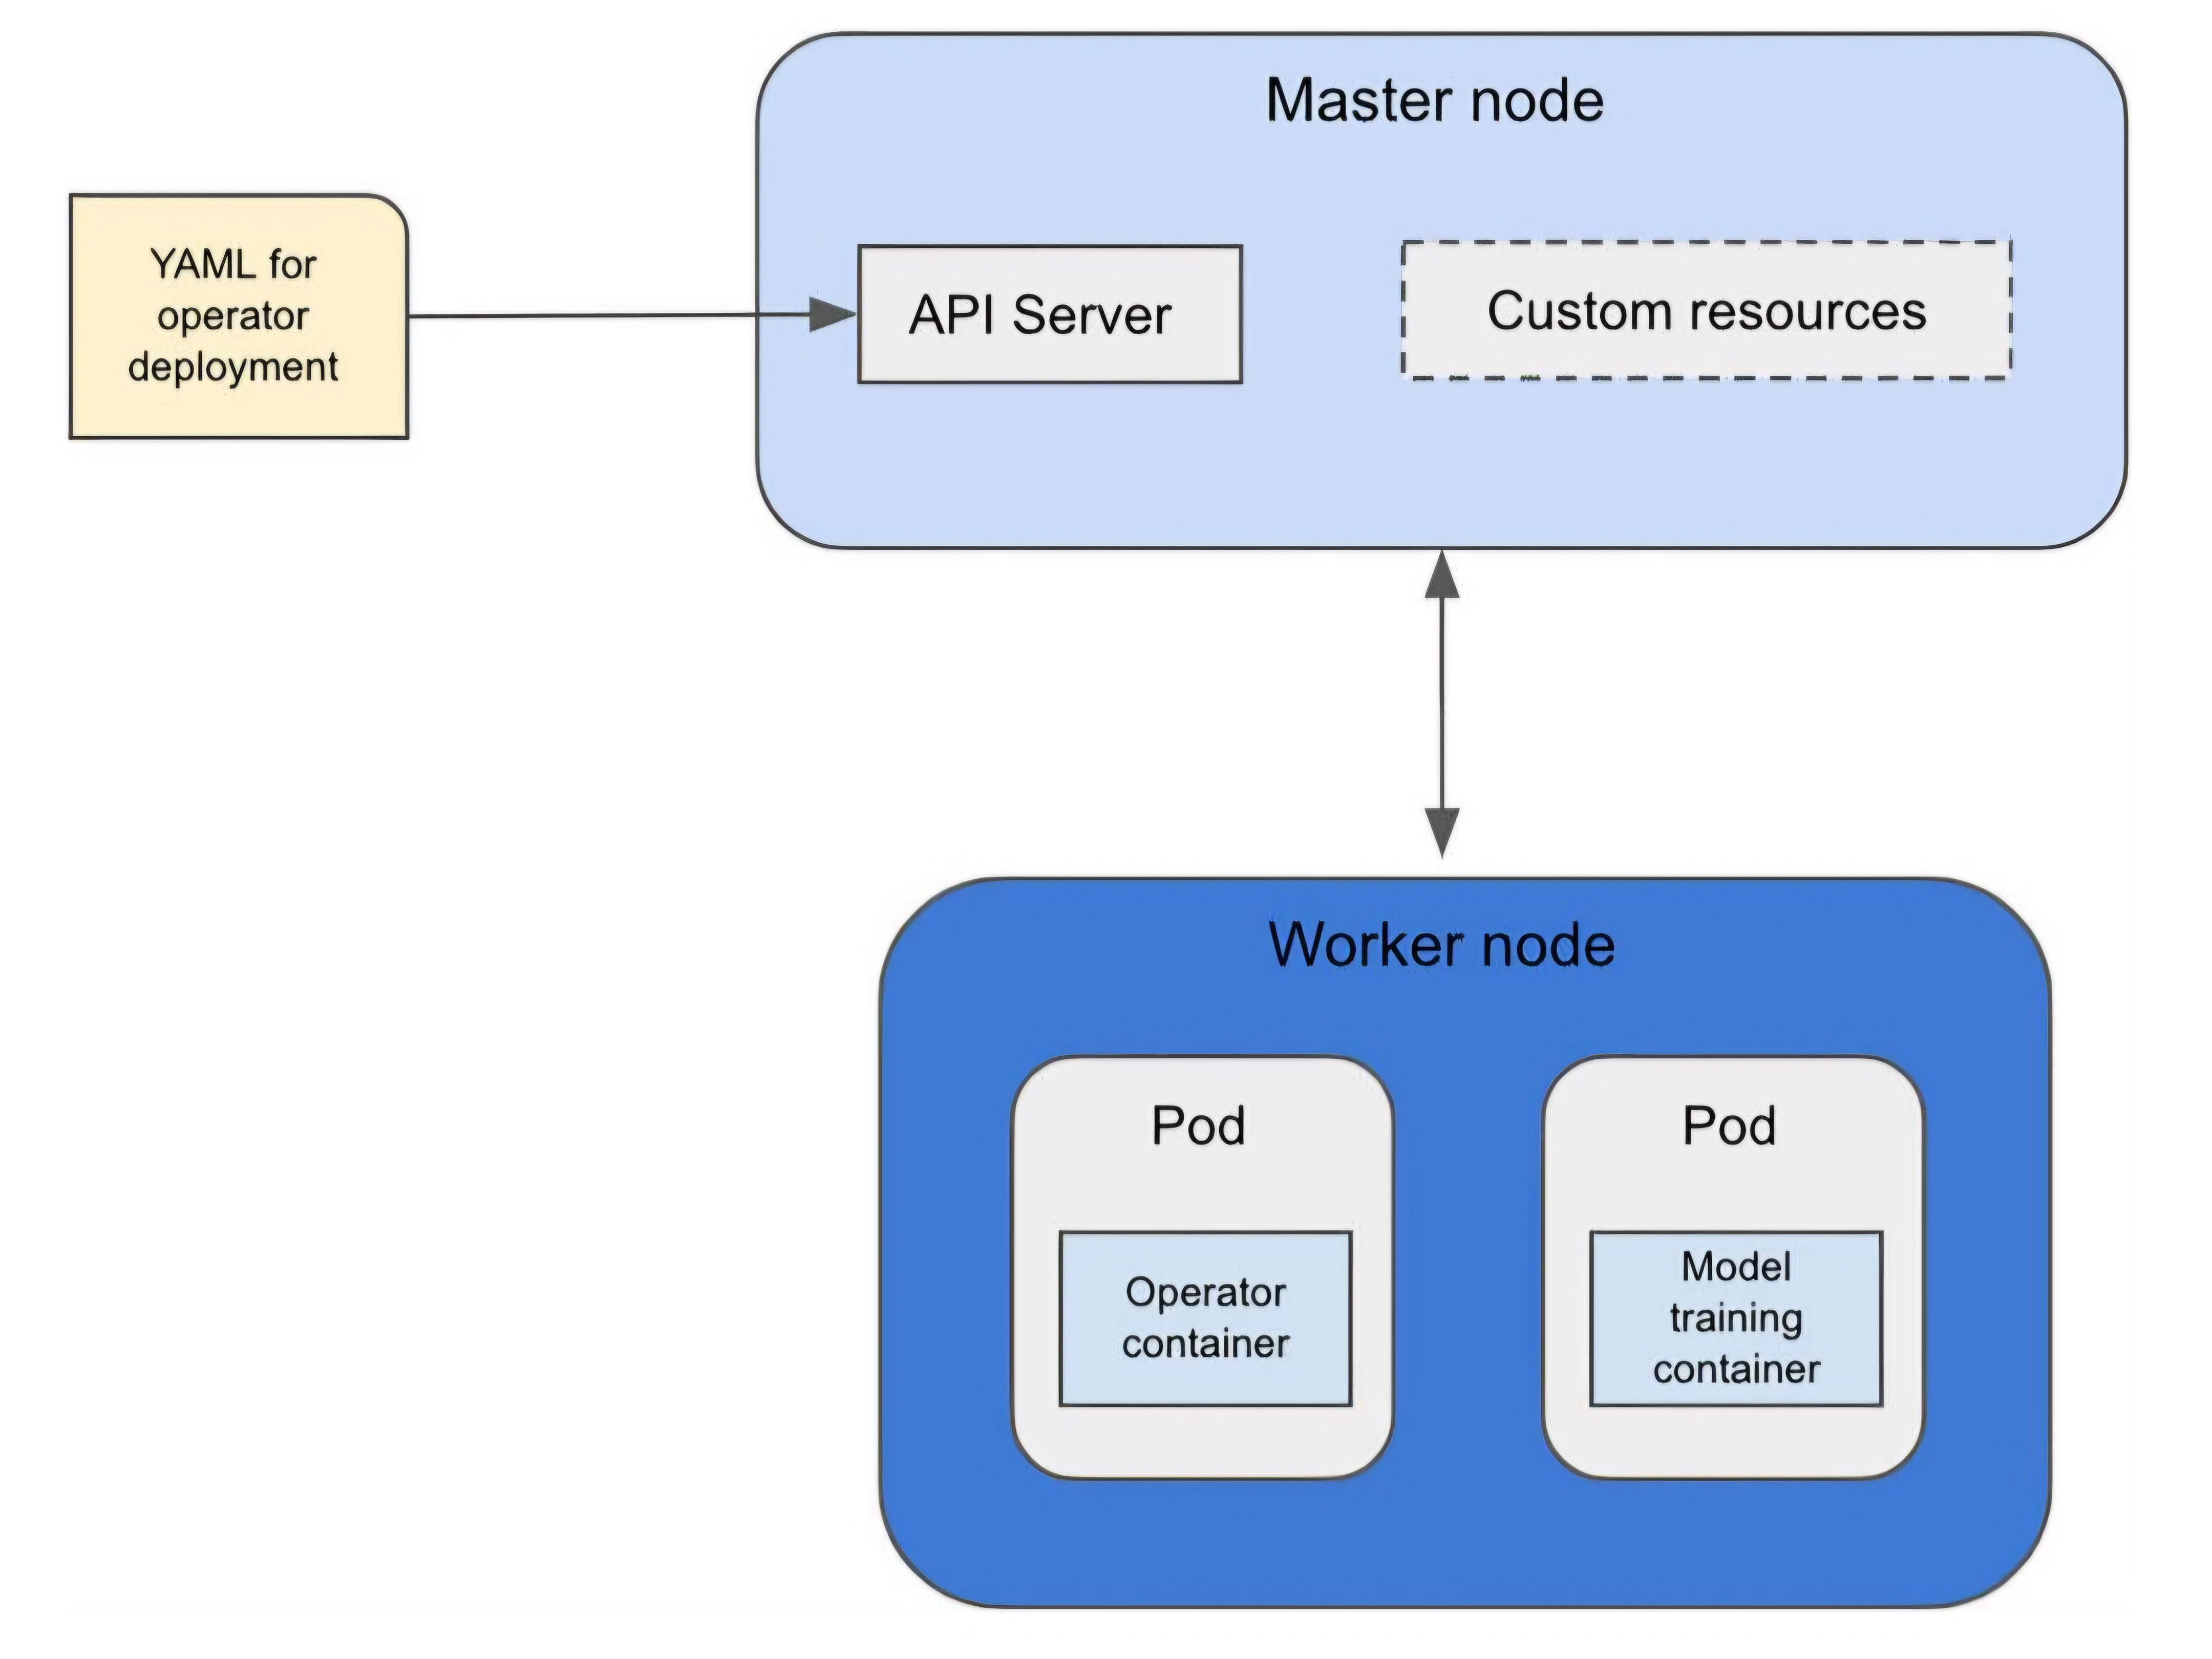 Master node
YAML for
operator
deployment
API Server
Custom resources
Worker node
Pod
Operator
container
Pod
Model
training
container